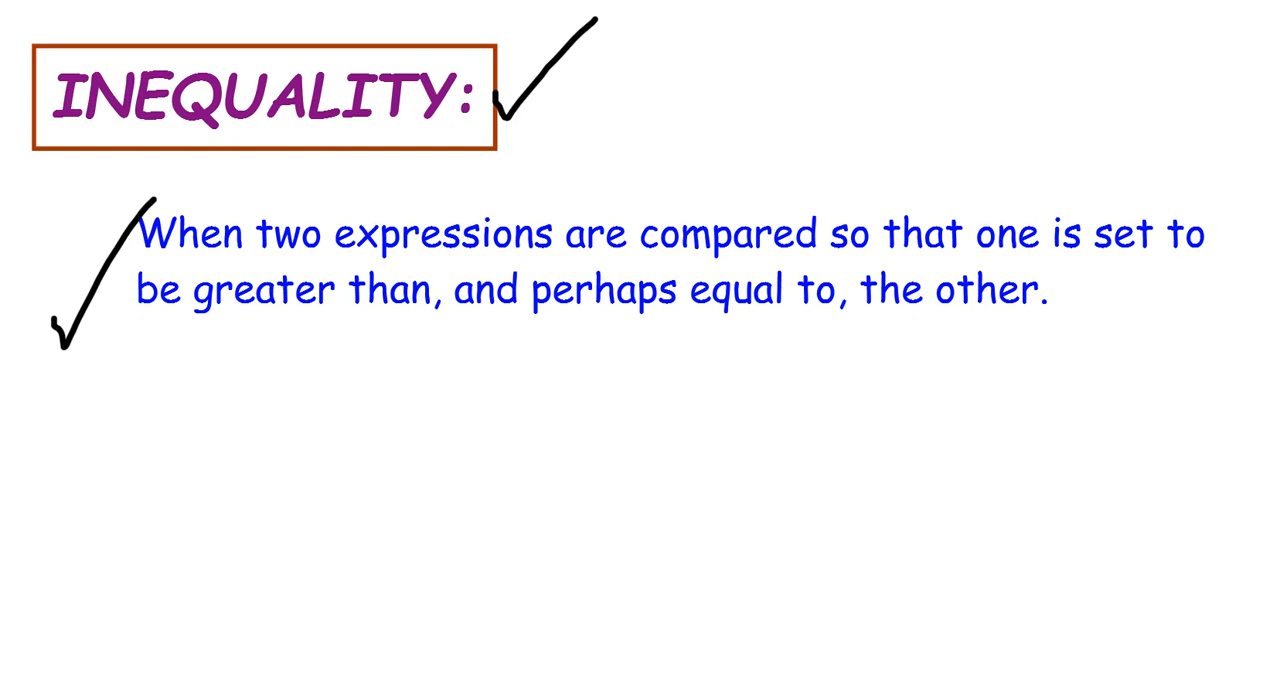 INEQUALITY:
When two expressions are compared so that one is set to
be greater than, and perhaps equal to, the other.